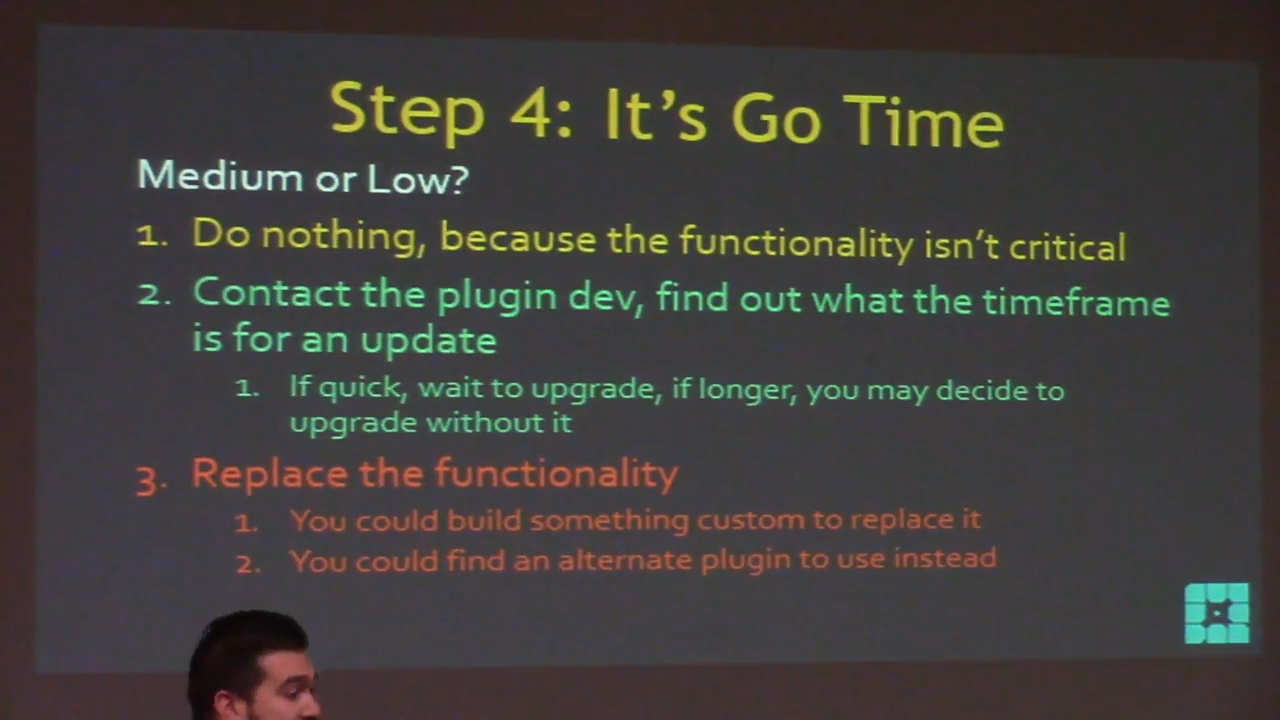 Step 4: It's Go Time
Medium or Low?
1. Do nothing, because the functionality isn't critical
2. Contact the plugin dev, find out what the timeframe
is for an update
1. If quick, wait to upgrade, if longer, you may decide to
upgrade without it
3. Replace the functionality
1. You could build something custom to replace it
2. You could find an alternate plugin to use instead